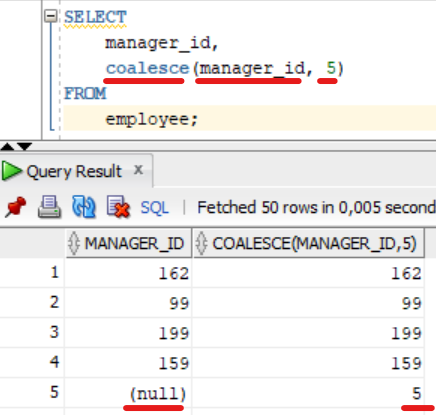 SELECT
manager_id,
coalesce(manager_id, 5)
FROM
employee;
Query Result x
SQL | Fetched 50 rows in 0,005 second
MANAGER_ID COALESCE(MANAGER_ID,5)
1 162 162
2 99 99
3 199 199
4 159 159
5 (null) 5